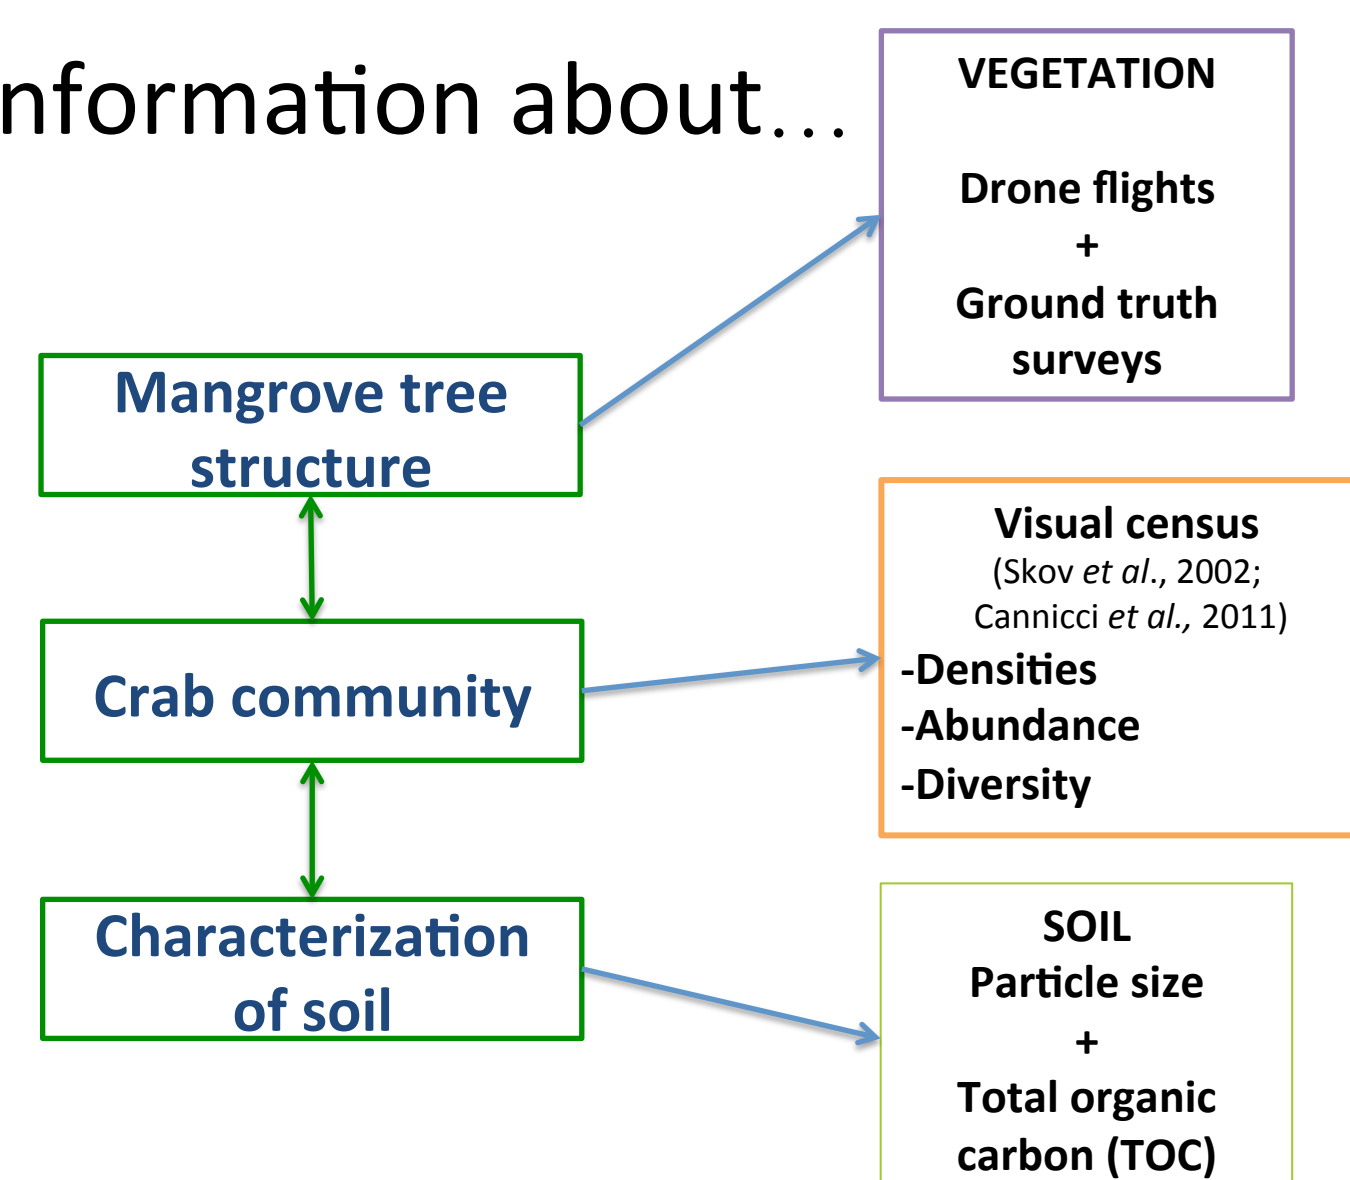 nformation about…
VEGETATION
Drone flights
+
Ground truth
surveys
Mangrove tree
structure
Visual census
(Skov et al., 2002;
Cannicci et al., 2011)
-Densities
-Abundance
-Diversity
Crab community
Characterization
of soil
SOIL
Particle size
+
Total organic
carbon (TOC)